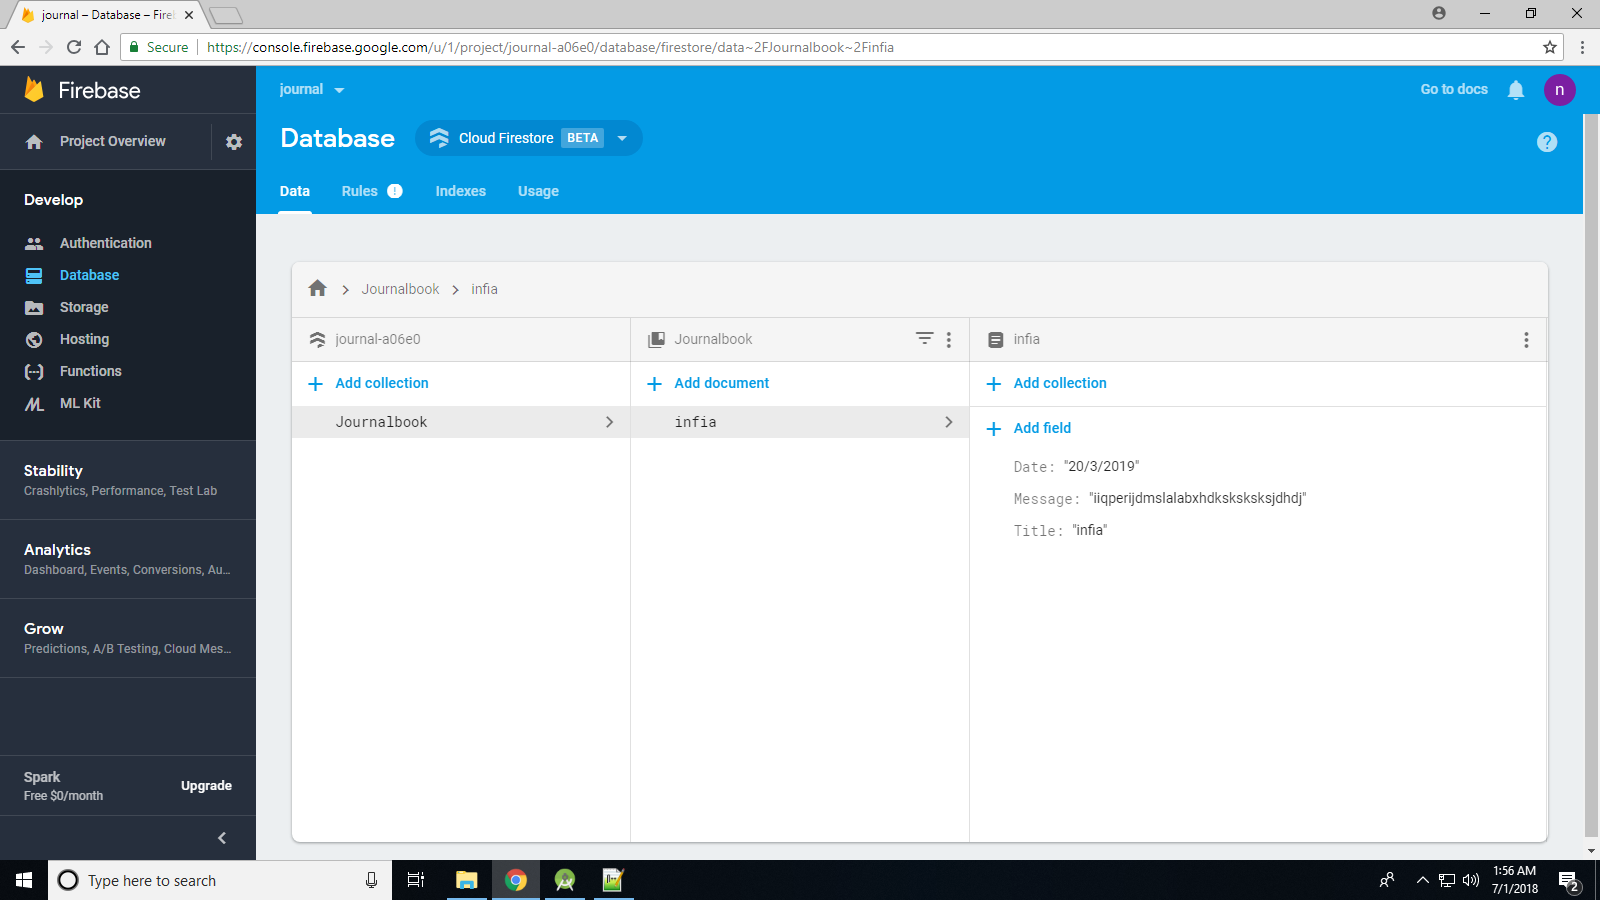 journal – Database – Fire
Secure
https://console.firebase.google.com/u/1/project/journal-a06e0/database/firestore/data~2FJournalbook~2Finfia
Firebase
journal
Go to docs
n
Project Overview
Database
Cloud Firestore BETA
?
Data Rules ! Indexes Usage
Develop
Authentication
Database
Storage
Hosting
Functions
ML Kit
Stability
Crashlytics, Performance, Test Lab
Analytics
Dashboard, Events, Conversions, Au...
Grow
Predictions, A/B Testing, Cloud Mes...
Spark
Free $0/month
Upgrade
Journalbook infia
journal-a06e0
Add collection
Journalbook
Journalbook
Add document
infia
infia
Add collection
Add field
Date: "20/3/2019"
Message: "iiqperijdmslalabxhdksksksksjdhdj"
Title: "infia"
Type here to search
1:56 AM
7/1/2018
2